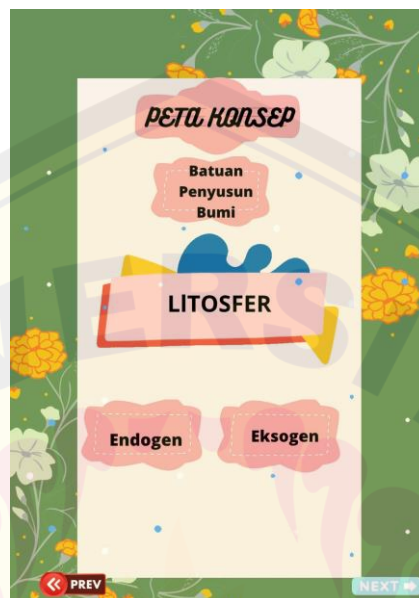 PETA KONSEP
Batuan
Penyusun
Bumi
LITOSFER
Endogen
Eksogen
PREV
NEXT